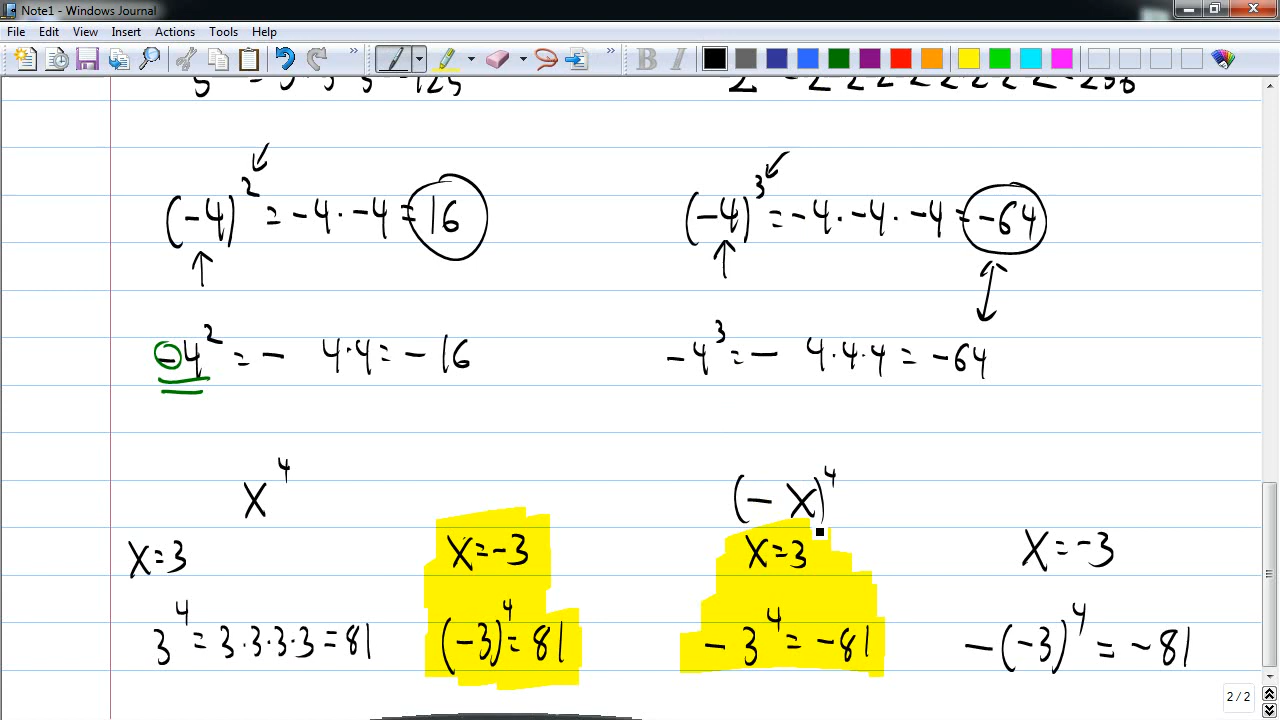 Note1 - Windows Journal
File Edit View Insert Actions Tools Help
B I
(-4)² = -4 · -4 = 16
(-4)³ = -4 · -4 · -4 = -64
-4² = - 4·4 = -16
-4³ = - 4·4·4 = -64
x⁴
(-x)⁴
x=3
x=-3
x=3
x=-3
3⁴ = 3·3·3·3 = 81
(-3)⁴ = 81
-3⁴ = -81
-(-3)⁴ = -81
2 / 2